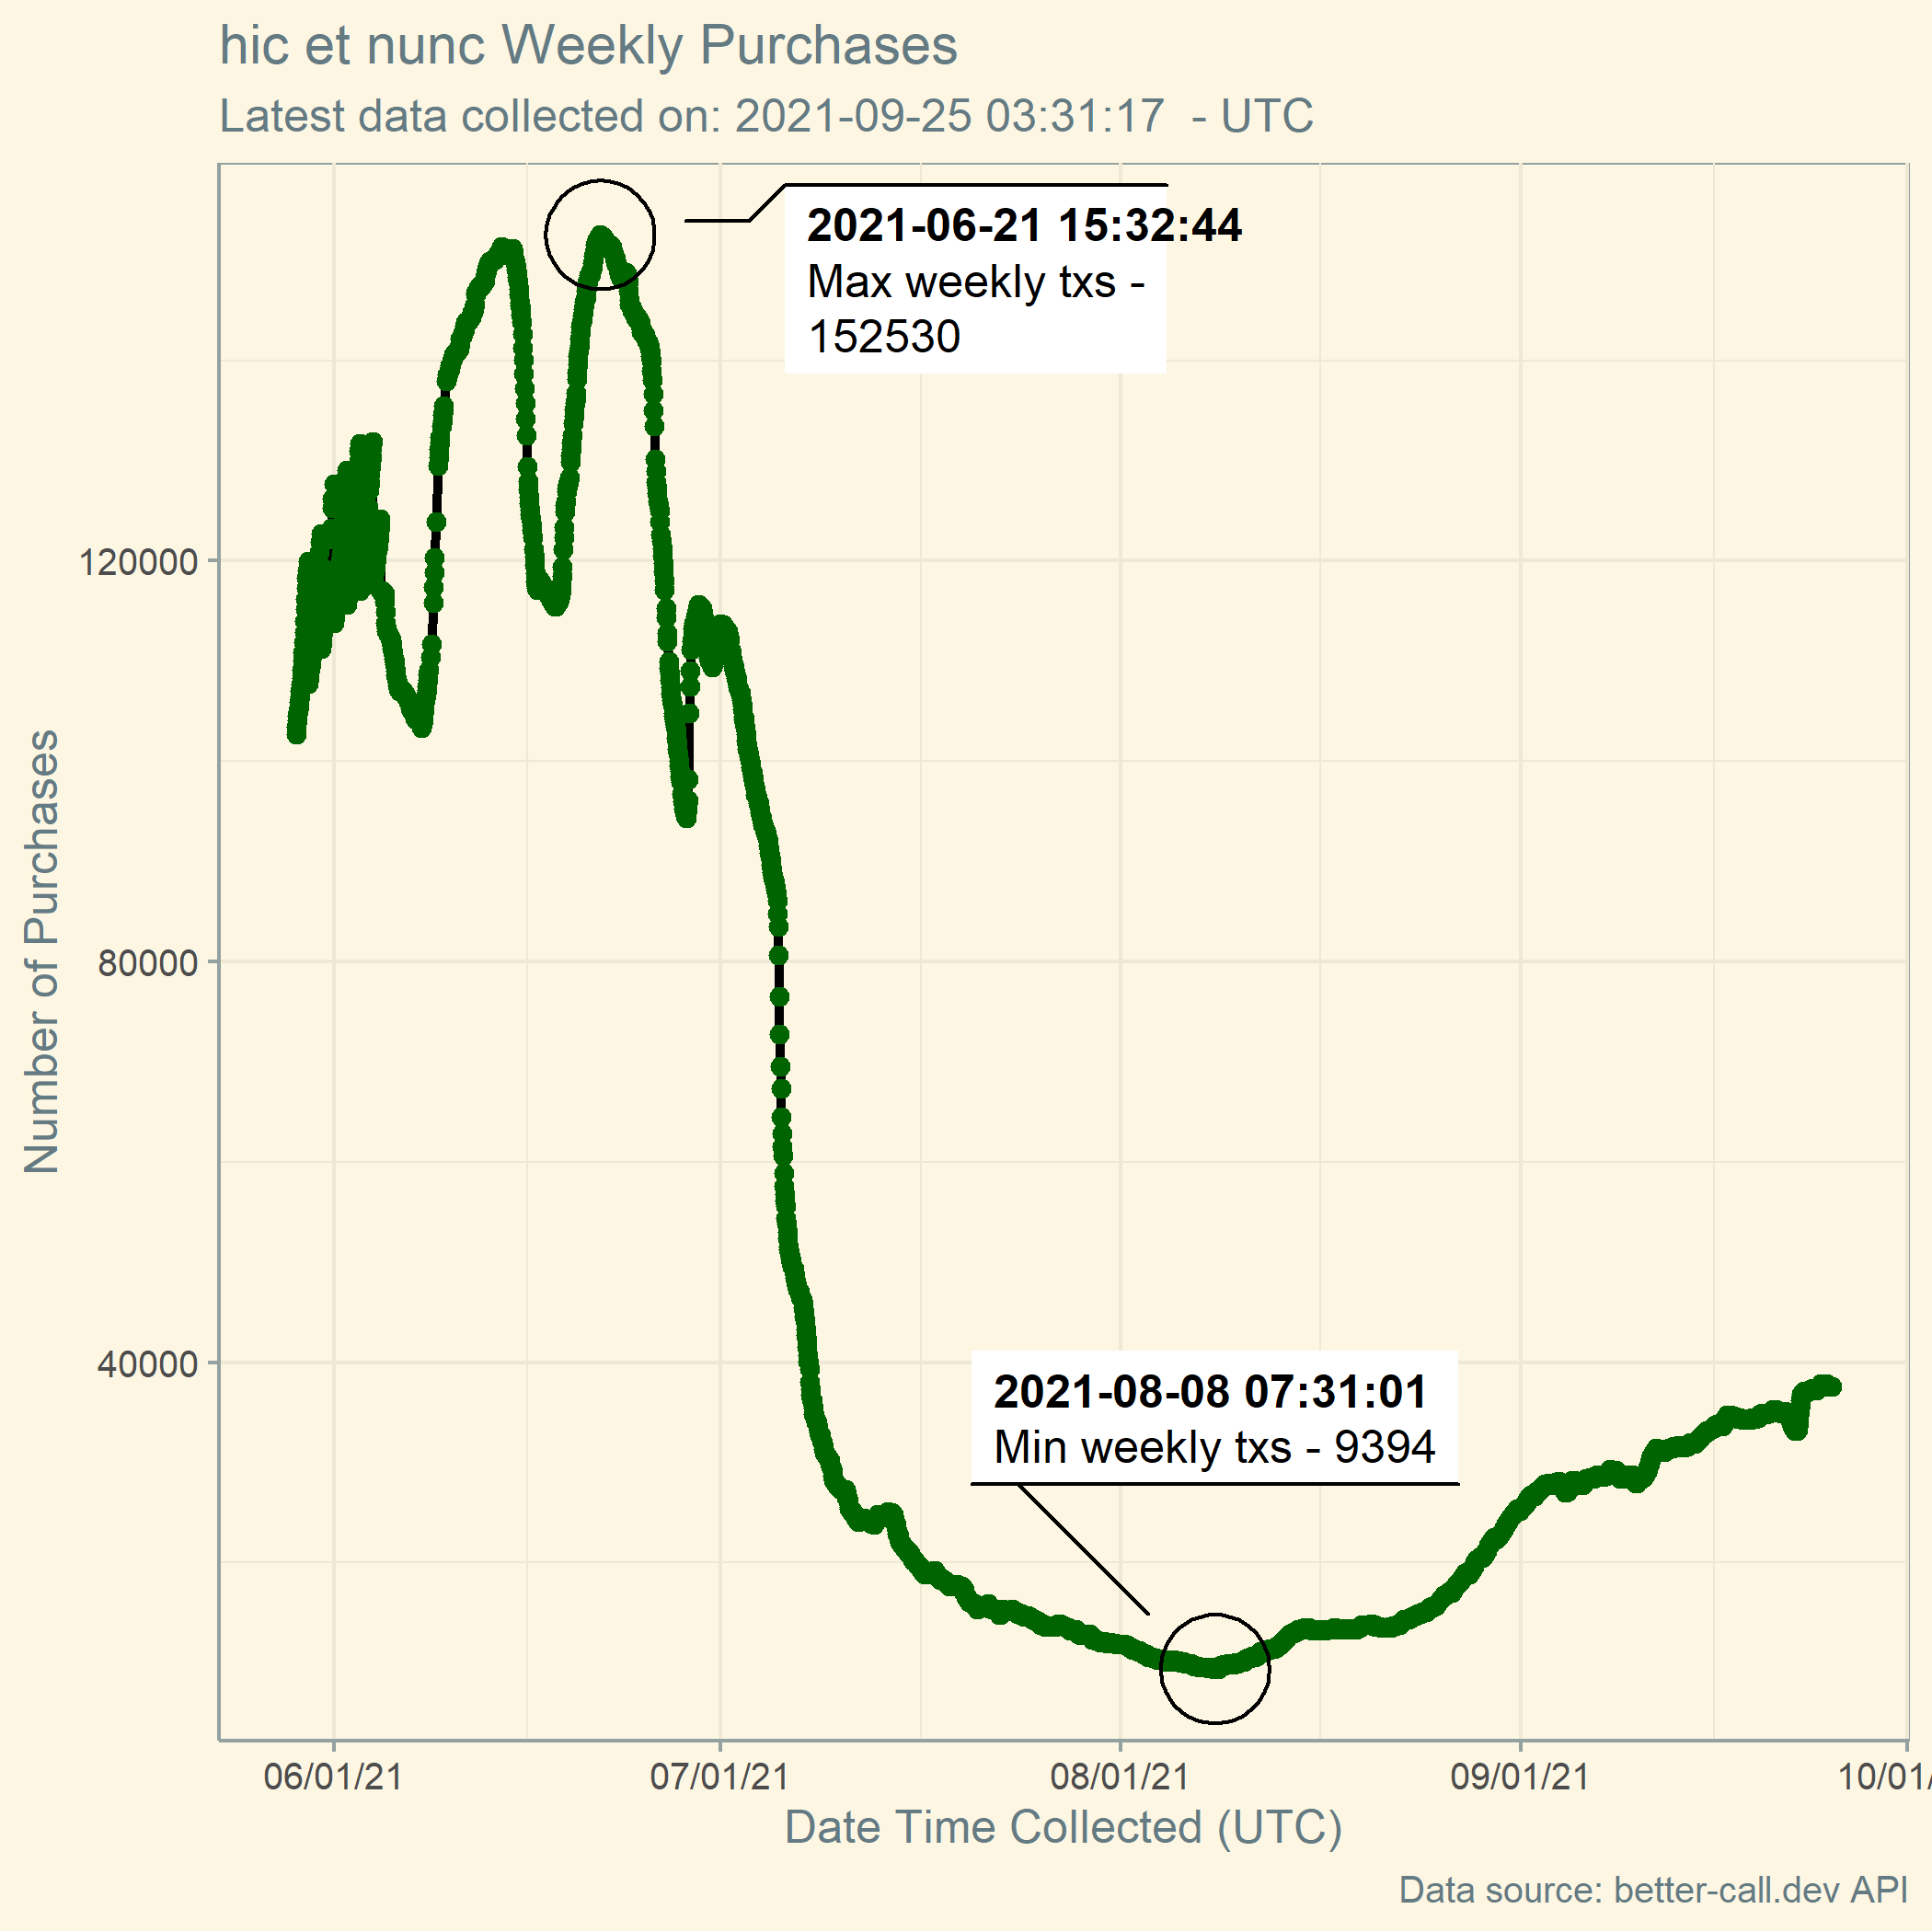 hic et nunc Weekly Purchases
Latest data collected on: 2021-09-25 03:31:17  - UTC
2021-06-21 15:32:44
Max weekly txs -
152530
120000
80000
40000
Number of Purchases
2021-08-08 07:31:01
Min weekly txs - 9394
06/01/21 07/01/21 08/01/21 09/01/21 10/01/
Date Time Collected (UTC)
Data source: better-call.dev API